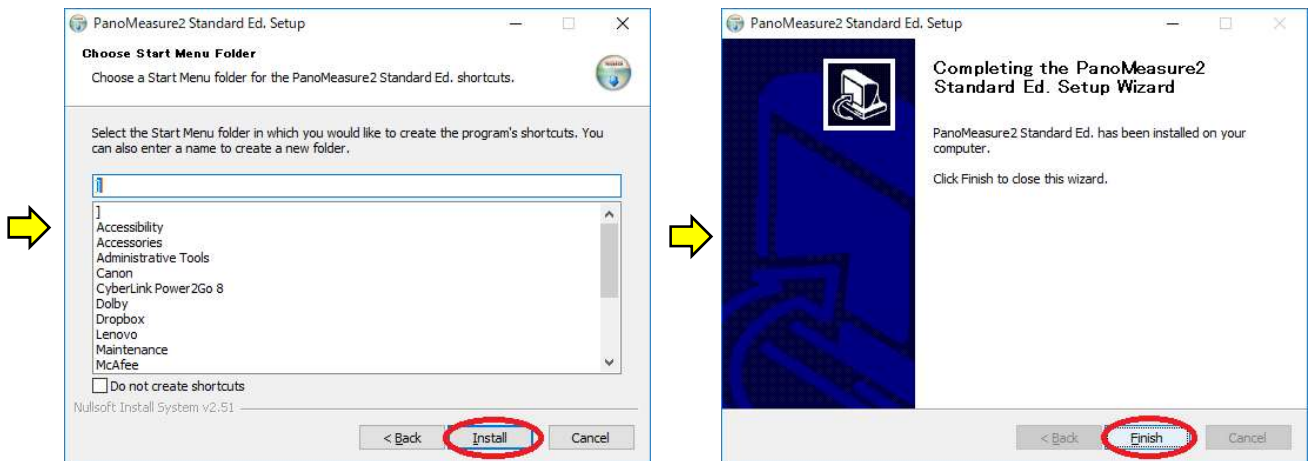 PanoMeasure2 Standard Ed. Setup
Choose Start Menu Folder
Choose a Start Menu folder for the PanoMeasure2 Standard Ed. shortcuts.
Select the Start Menu folder in which you would like to create the program's shortcuts. You
can also enter a name to create a new folder.
]
]
Accessibility
Accessories
Administrative Tools
Canon
CyberLink Power2Go 8
Dolby
Dropbox
Lenovo
Maintenance
McAfee
Do not create shortcuts
Nullsoft Install System v2.51
< Back
Install
Cancel
PanoMeasure2 Standard Ed. Setup
Completing the PanoMeasure2
Standard Ed. Setup Wizard
PanoMeasure2 Standard Ed. has been installed on your
computer.
Click Finish to close this wizard.
< Back
Finish
Cancel